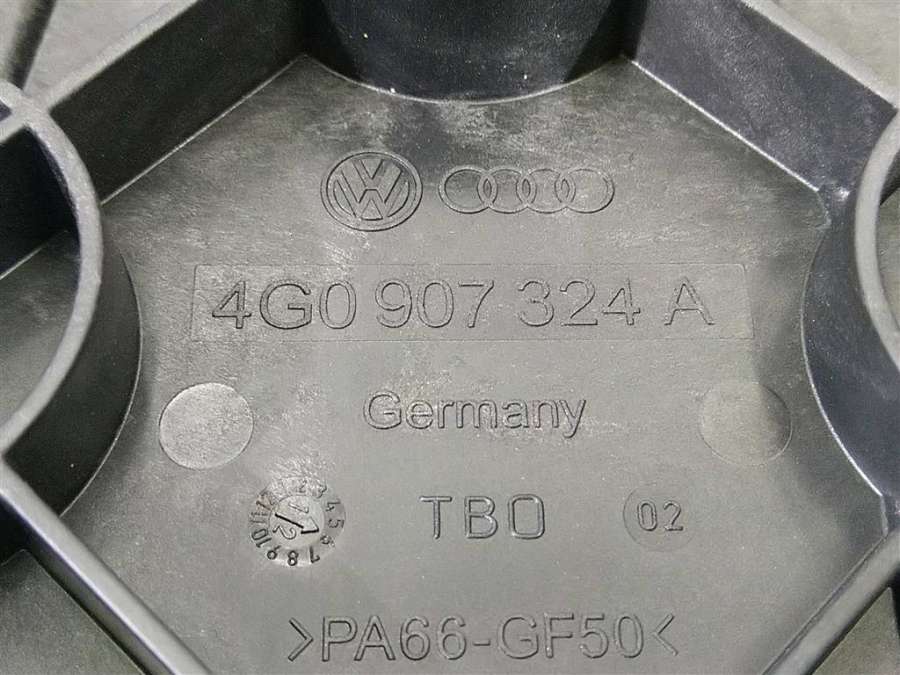 4G0 907 324 A
Germany
TBO 02
>PA66-GF50<